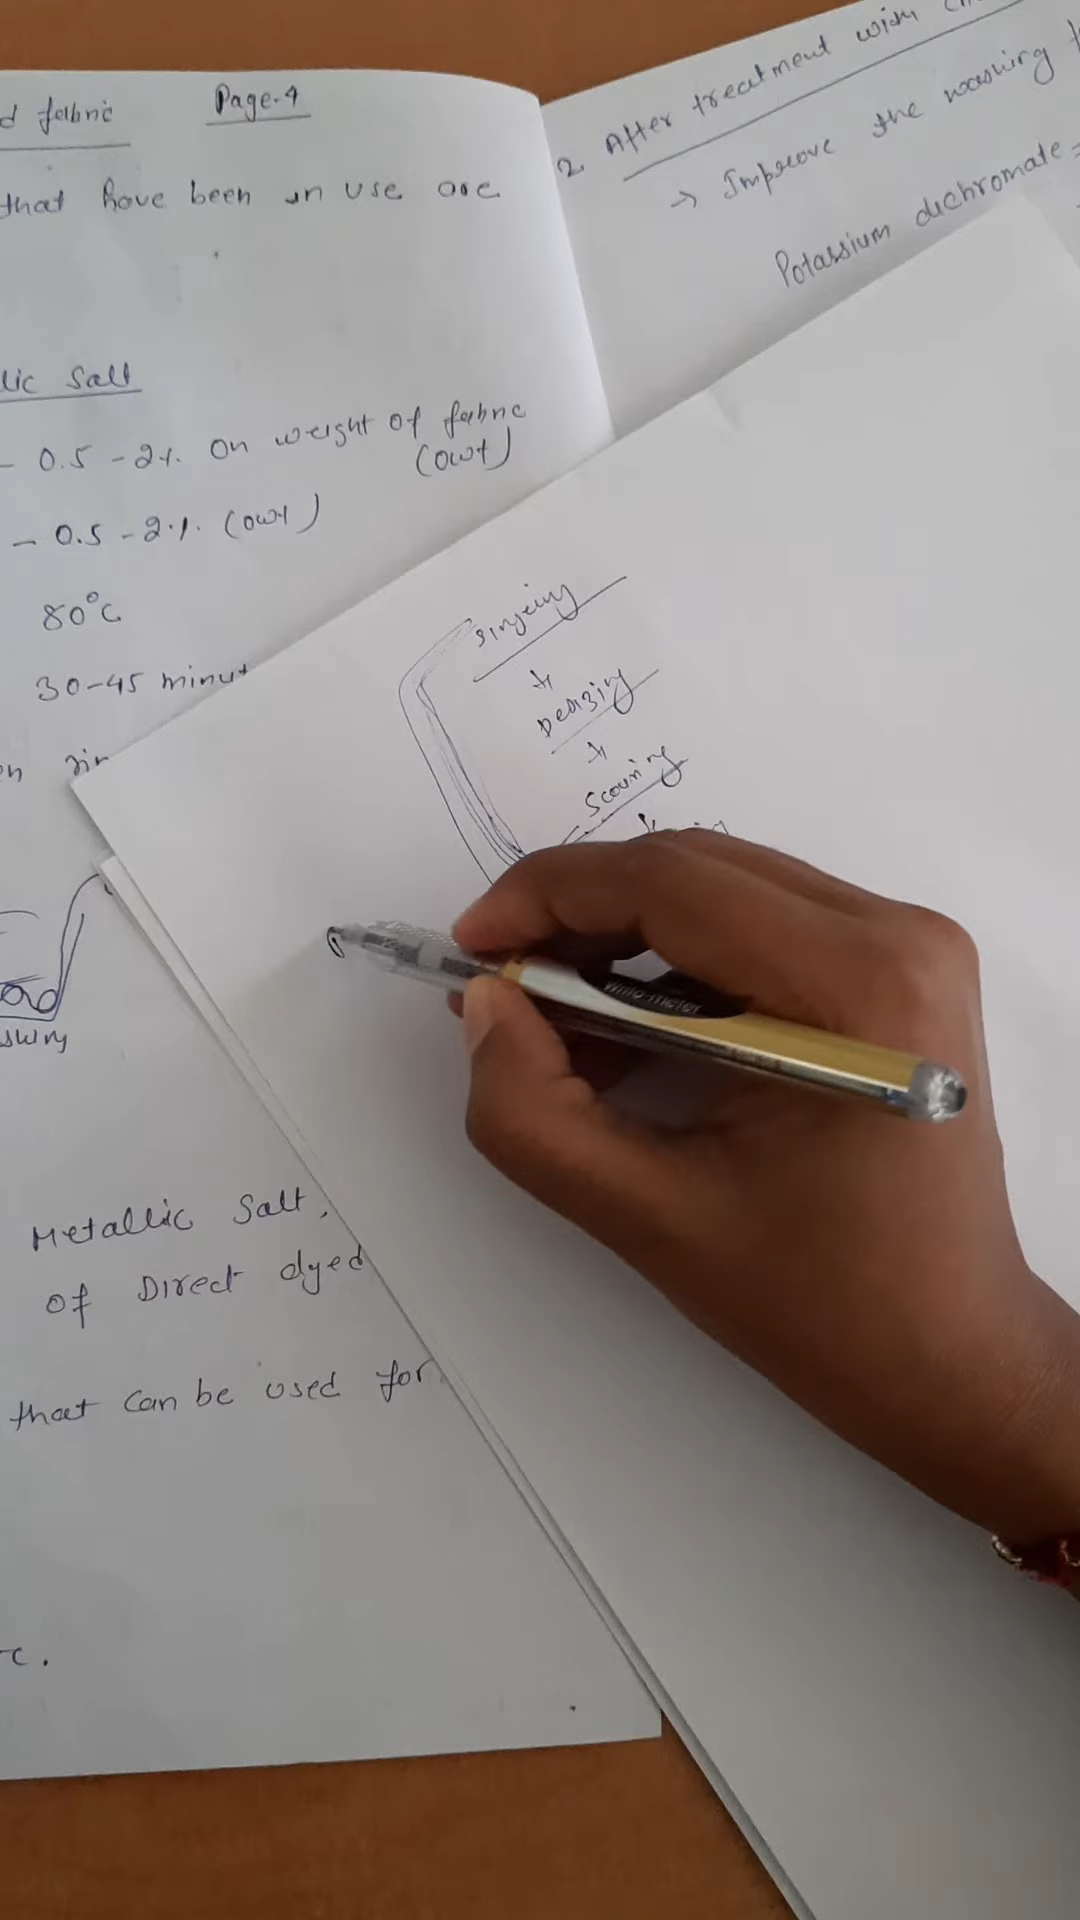 d fabric Page-4
that have been in use are
lic Salt
- 0.5 - 2%. On weight of fabric
(owf)
- 0.5 - 2%. (owf)
80°C
30-45 minut
Metallic Salt,
of Direct dyed
that can be used for
2. After treatment with
→ Improve the washing
Potassium dichromate =
Singeing
Scouring